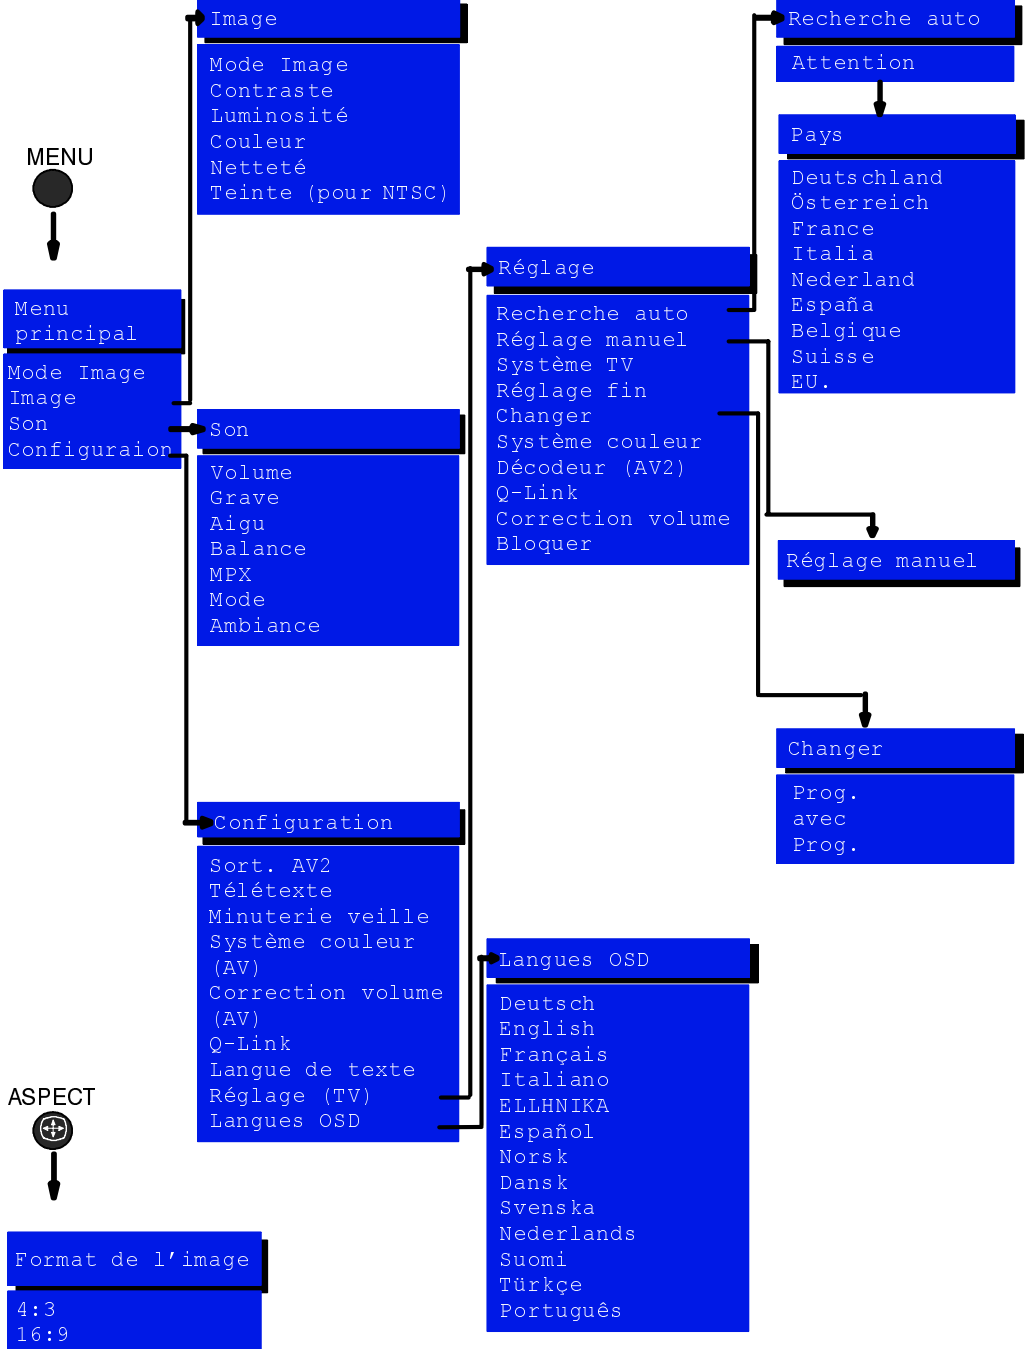 MENU
Menu
principal
Mode Image
Image
Son
Configuraion
Image
Mode Image
Contraste
Luminosité
Couleur
Netteté
Teinte (pour NTSC)
Son
Volume
Grave
Aigu
Balance
MPX
Mode
Ambiance
Configuration
Sort. AV2
Télétexte
Minuterie veille
Système couleur
(AV)
Correction volume
(AV)
Q-Link
Langue de texte
Réglage (TV)
Langues OSD
Réglage
Recherche auto
Réglage manuel
Système TV
Réglage fin
Changer
Système couleur
Décodeur (AV2)
Q-Link
Correction volume
Bloquer
Langues OSD
Deutsch
English
Français
Italiano
ELLHNIKA
Español
Norsk
Dansk
Svenska
Nederlands
Suomi
Türkçe
Português
Recherche auto
Attention
Pays
Deutschland
Österreich
France
Italia
Nederland
España
Belgique
Suisse
EU.
Réglage manuel
Changer
Prog.
avec
Prog.
ASPECT
Format de l'image
4:3
16:9